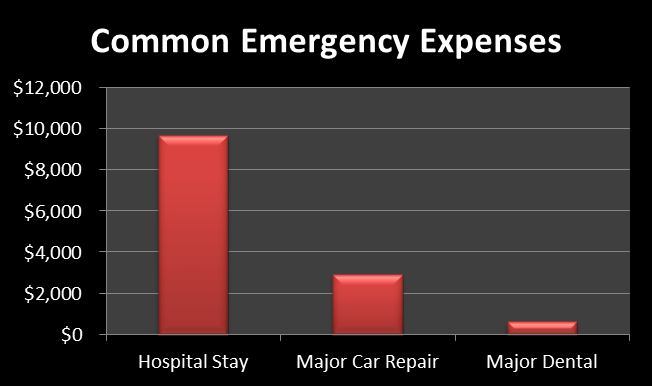 Common Emergency Expenses
$12,000
$10,000
$8,000
$6,000
$4,000
$2,000
$0
Hospital Stay
Major Car Repair
Major Dental